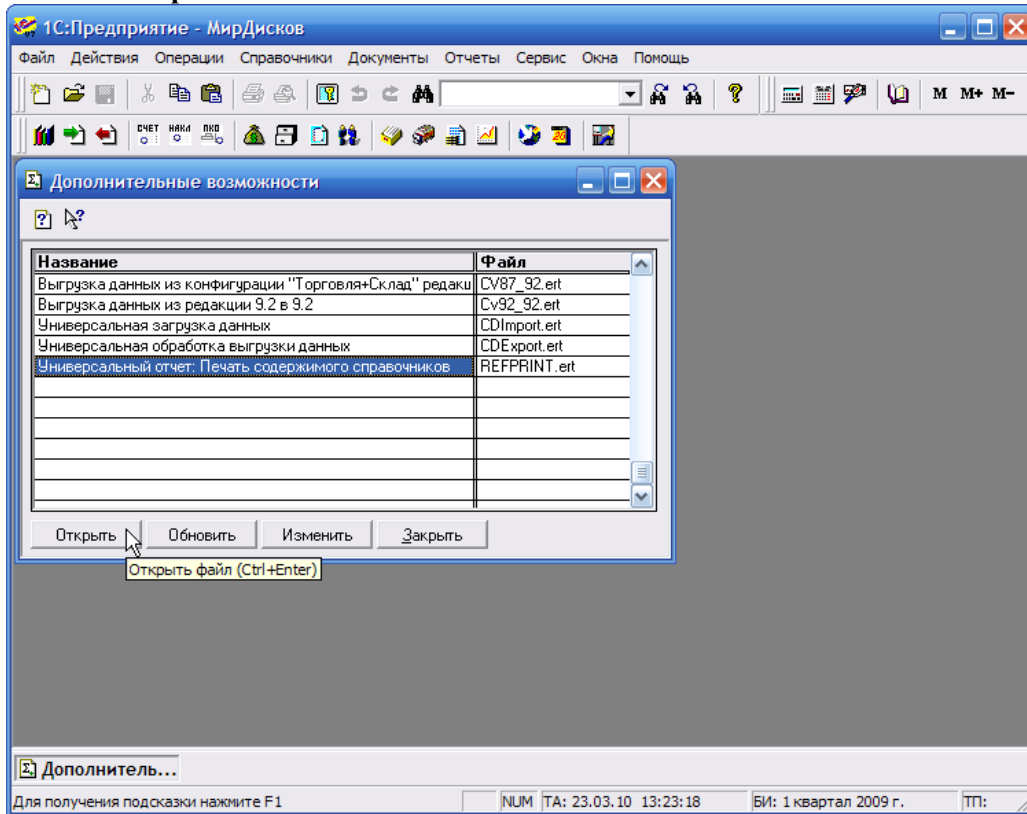 1С:Предприятие - МирДисков
Файл Действия Операции Справочники Документы Отчеты Сервис Окна Помощь
M M+ M-
СЧЕТ НАКЛ ПКО
Дополнительные возможности
Название Файл
Выгрузка данных из конфигурации "Торговля+Склад" редакц CV87_92.ert
Выгрузка данных из редакции 9.2 в 9.2 Cv92_92.ert
Универсальная загрузка данных CDImport.ert
Универсальная обработка выгрузки данных CDExport.ert
Универсальный отчет: Печать содержимого справочников REFPRINT.ert
Открыть Обновить Изменить Закрыть
Открыть файл (Ctrl+Enter)
Дополнитель...
Для получения подсказки нажмите F1 NUM ТА: 23.03.10 13:23:18 БИ: 1 квартал 2009 г. ТП: